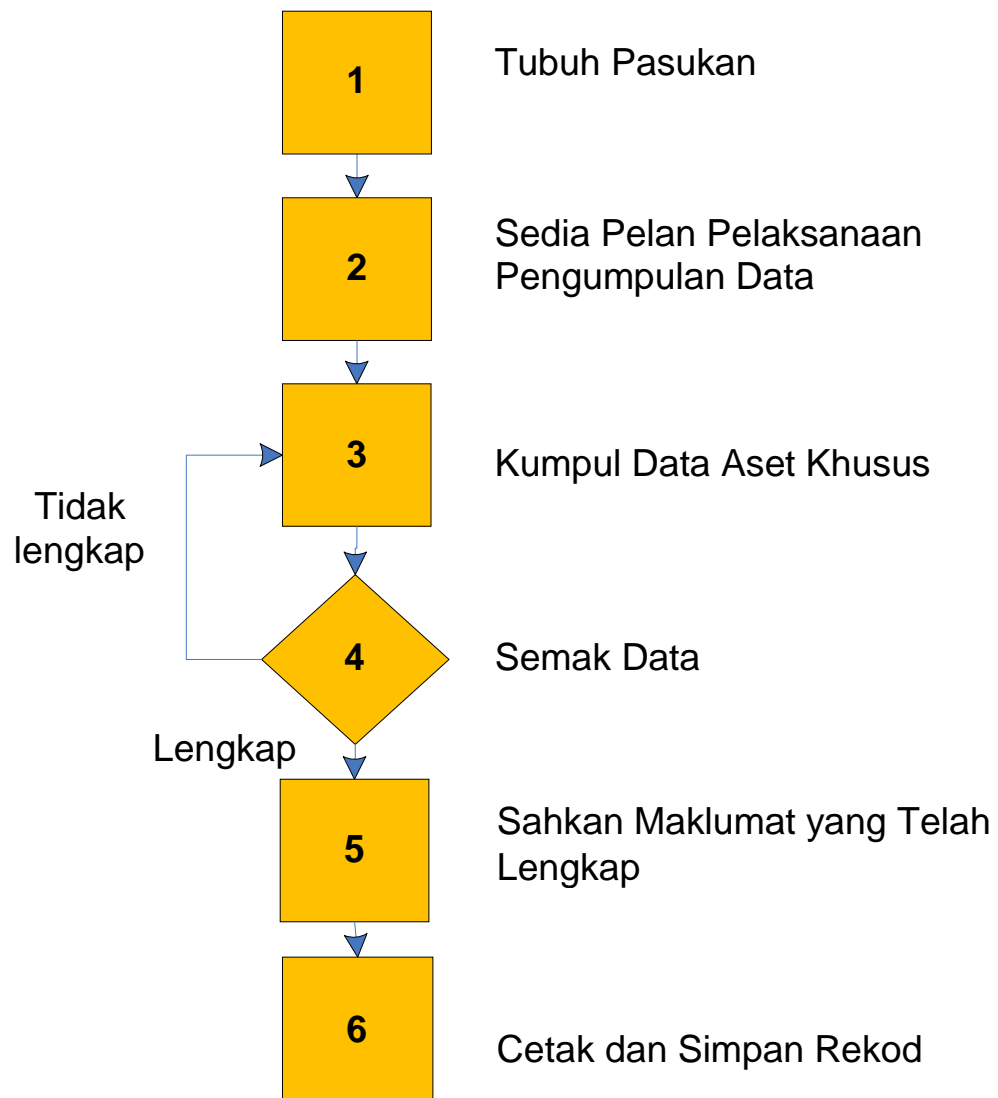 1
Tubuh Pasukan
2
Sedia Pelan Pelaksanaan
Pengumpulan Data
3
Kumpul Data Aset Khusus
Tidak
lengkap
4
Semak Data
Lengkap
5
Sahkan Maklumat yang Telah
Lengkap
6
Cetak dan Simpan Rekod